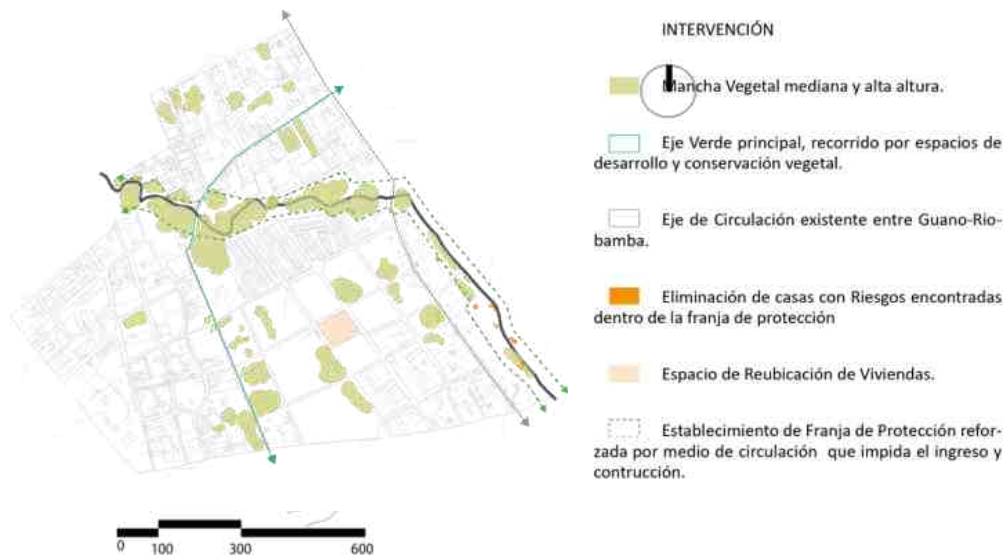 INTERVENCIÓN
Mancha Vegetal mediana y alta altura.
Eje Verde principal, recorrido por espacios de
desarrollo y conservación vegetal.
Eje de Circulación existente entre Guano-Rio-
bamba.
Eliminación de casas con Riesgos encontradas
dentro de la franja de protección
Espacio de Reubicación de Viviendas.
Establecimiento de Franja de Protección refor-
zada por medio de circulación que impida el ingreso y
contrucción.
0 100 300 600